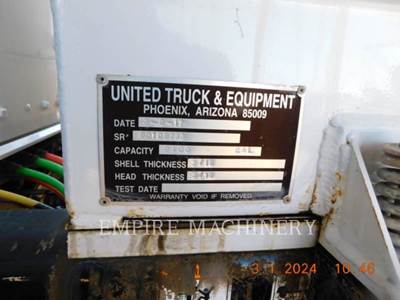 UNITED TRUCK & EQUIPMENT
PHOENIX, ARIZONA 85009
DATE
SR#
CAPACITY GAL
SHELL THICKNESS
HEAD THICKNESS
TEST DATE
WARRANTY VOID IF REMOVED
EMPIRE MACHINERY
3/1/2024 10:46